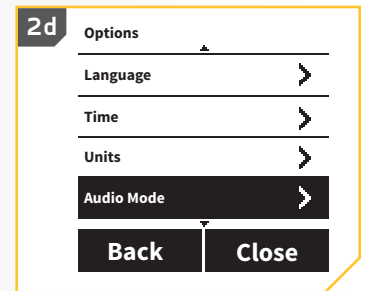 2d
Options
Language
Time
Units
Audio Mode
Back Close